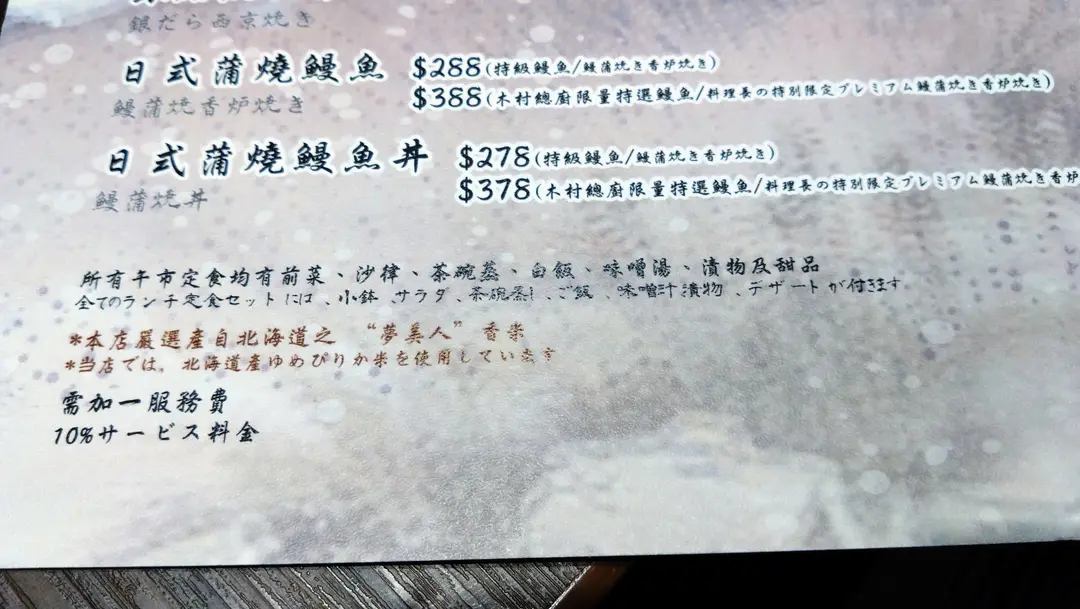 銀だら西京焼き
日式蒲燒鰻魚 $288(特級鰻魚/鰻蒲焼き香炉焼き)
鰻蒲焼香炉焼き $388(木村總廚限量特選鰻魚/料理長の特別限定プレミアム鰻蒲焼き香炉焼き)
日式蒲燒鰻魚丼 $278(特級鰻魚/鰻蒲焼き香炉焼き)
鰻蒲焼丼 $378(木村總廚限量特選鰻魚/料理長の特別限定プレミアム鰻蒲焼き香炉
所有午市定食均有前菜、沙律、茶碗蒸、白飯、味噌湯、漬物及甜品
全てのランチ定食セットには、小鉢 サラダ、茶碗蒸し、ご飯、味噌汁漬物、デザートが付きます
*本店嚴選產自北海道之 “夢美人” 香米
*当店では, 北海道産ゆめぴりか米を使用しています
需加一服務費
10%サービス料金